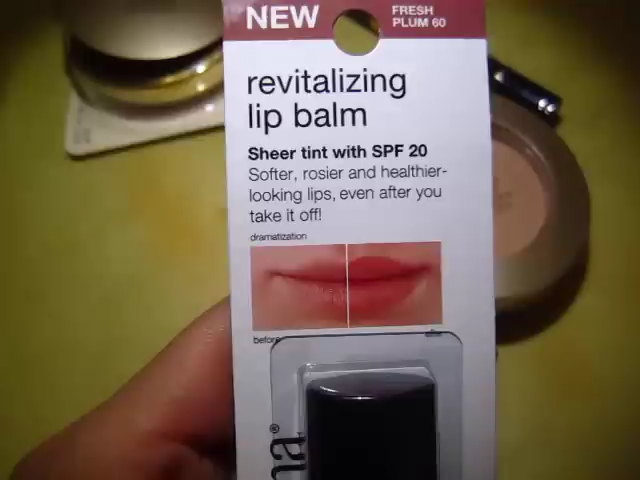 NEW
FRESH
PLUM 60
revitalizing
lip balm
Sheer tint with SPF 20
Softer, rosier and healthier-
looking lips, even after you
take it off!
dramatization
before
na®